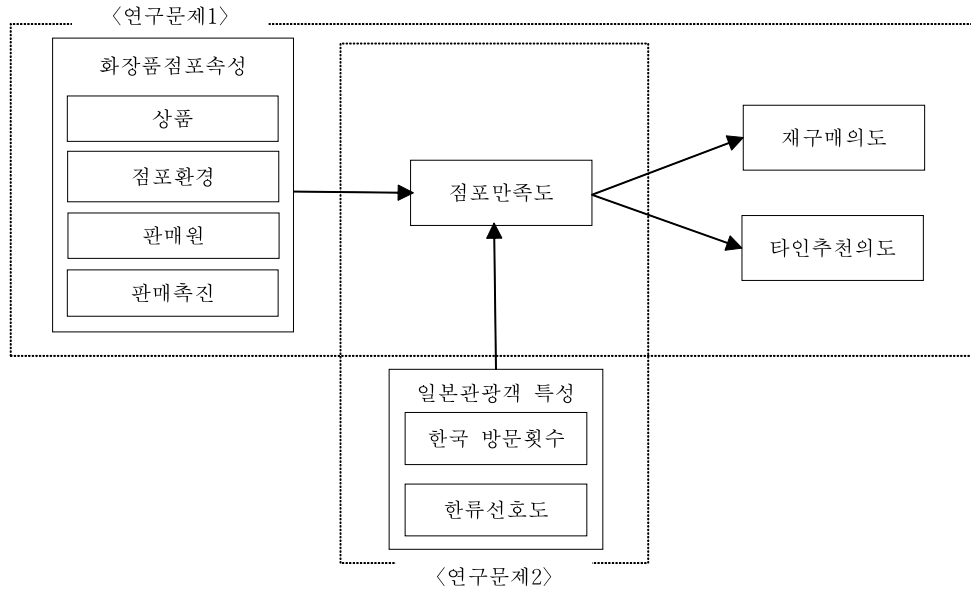 〈연구문제1〉
화장품점포속성
상품
점포환경
판매원
판매촉진
점포만족도
재구매의도
타인추천의도
일본관광객 특성
한국 방문횟수
한류선호도
〈연구문제2〉